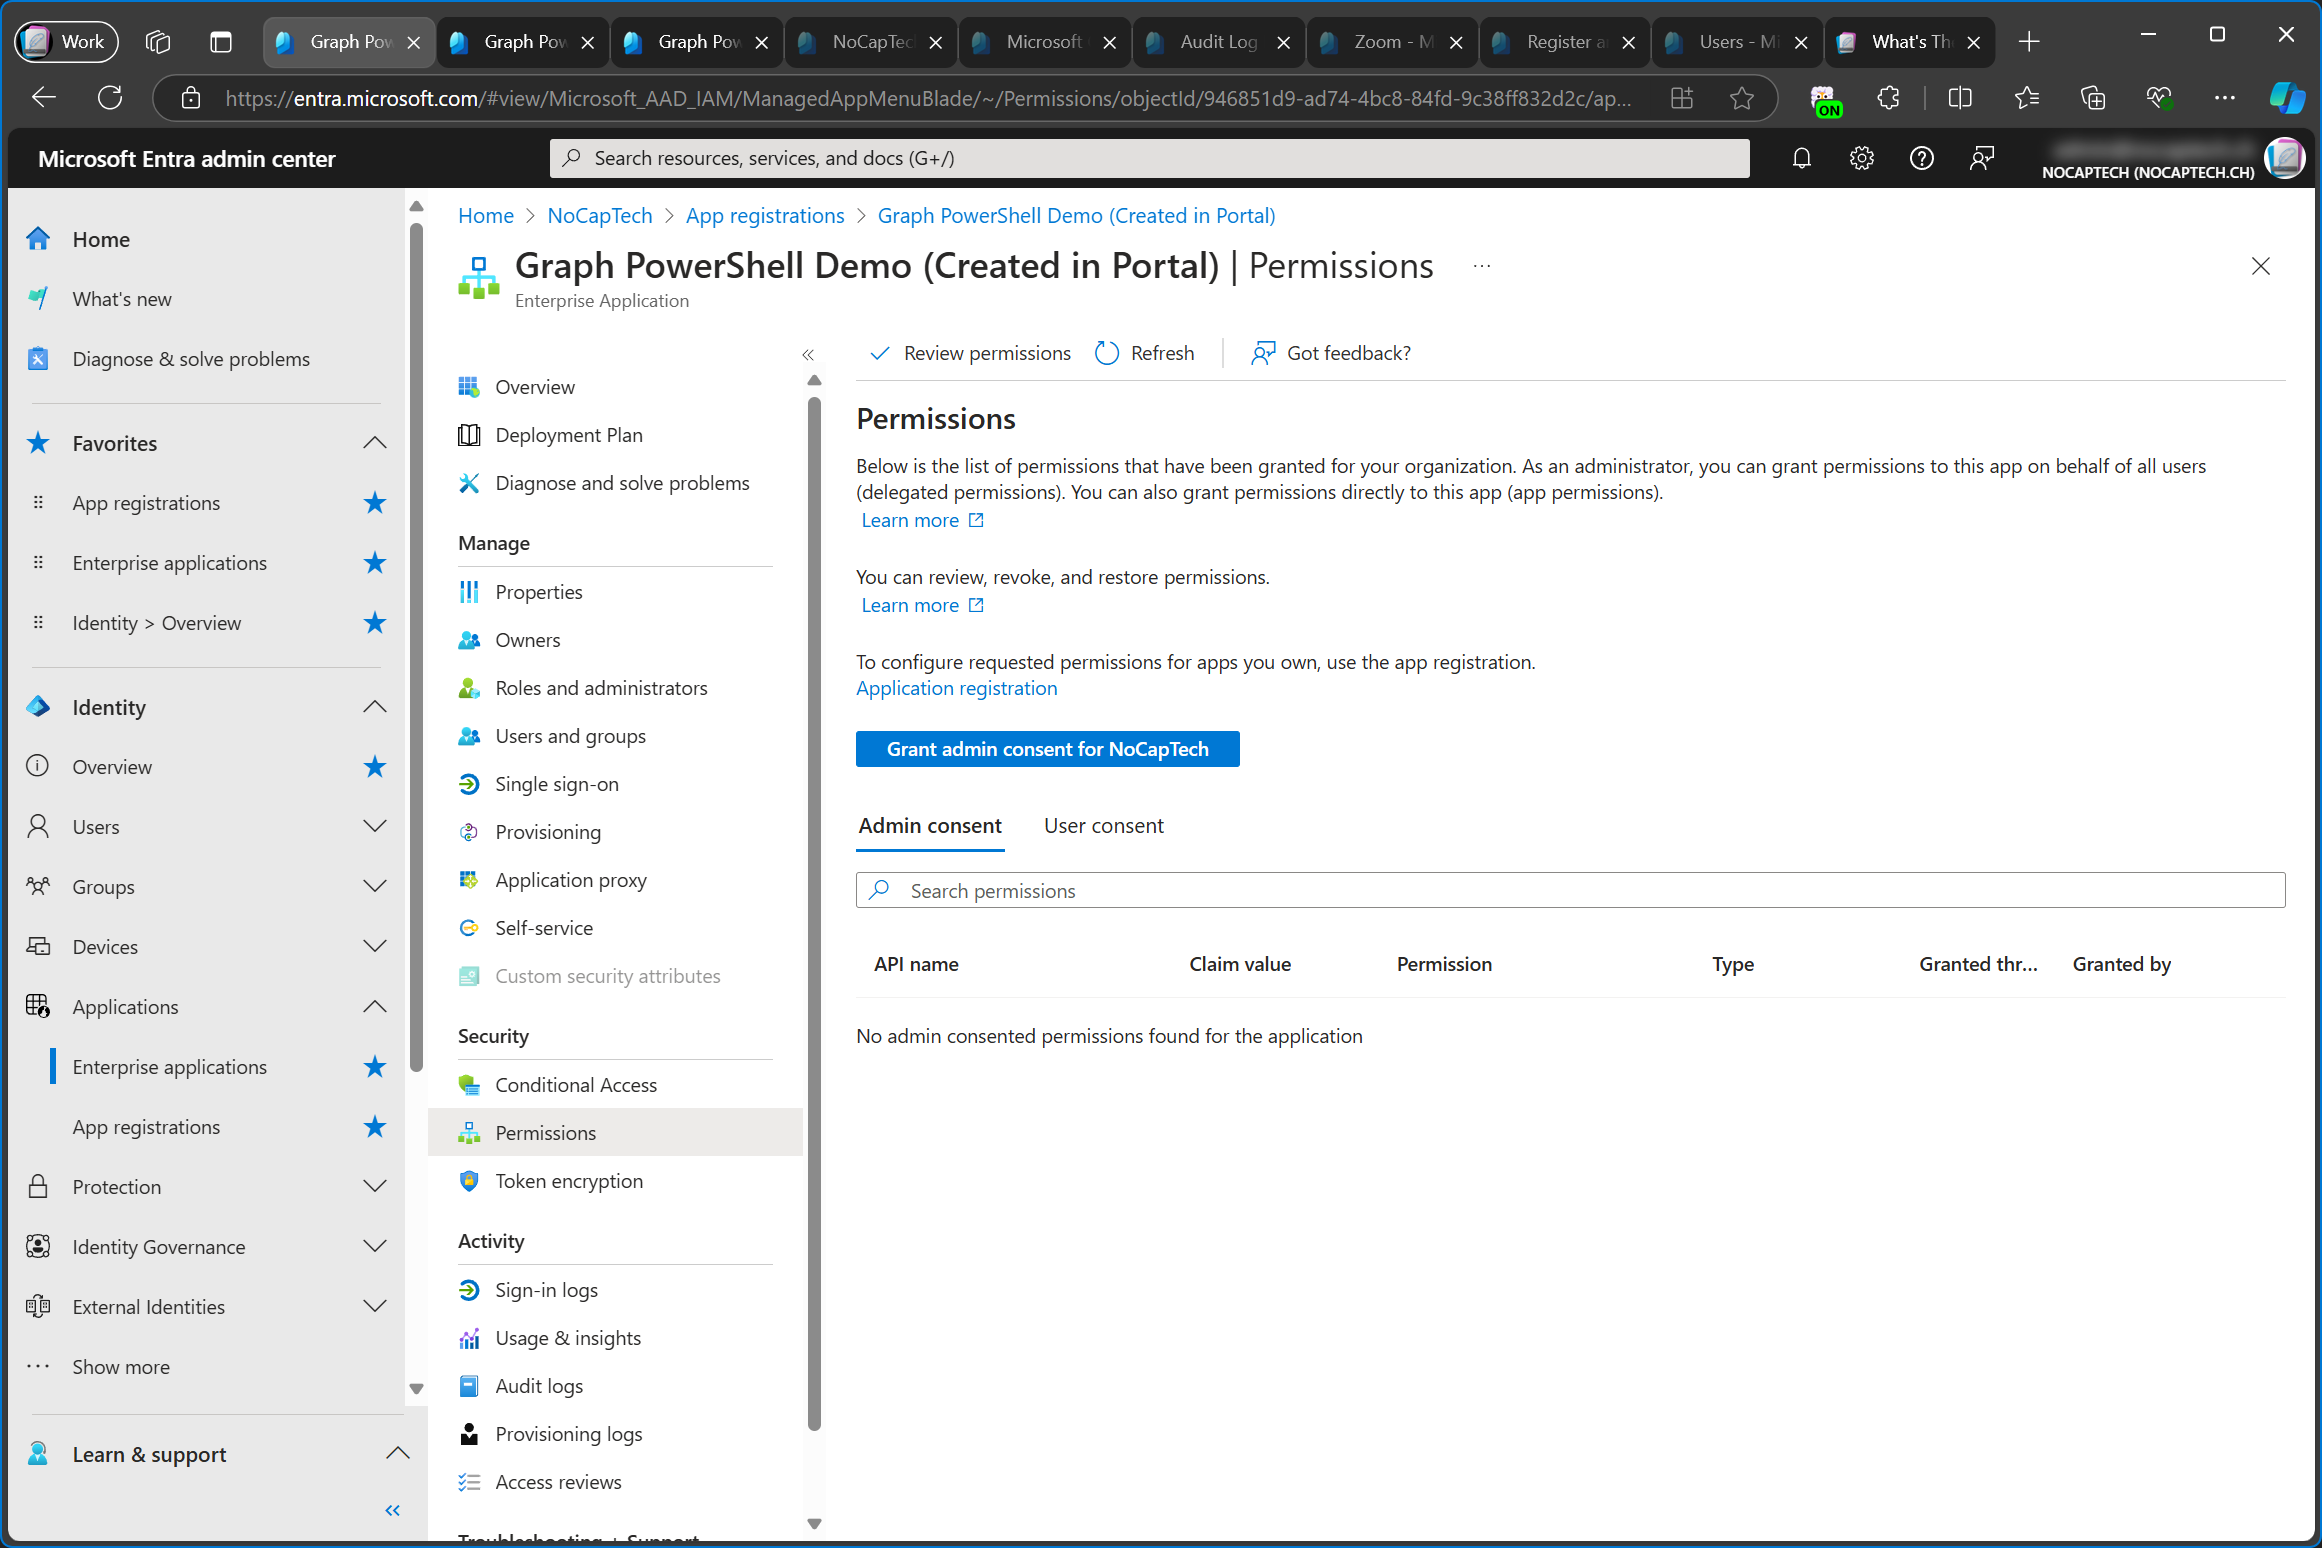 Work
Graph Pow
Graph Pow
Graph Pow
NoCapTec
Microsoft
Audit Log
Zoom - M
Register a
Users - Mi
What's Th
https://entra.microsoft.com/#view/Microsoft_AAD_IAM/ManagedAppMenuBlade/~/Permissions/objectId/946851d9-ad74-4bc8-84fd-9c38ff832d2c/ap...
ON
Microsoft Entra admin center
Search resources, services, and docs (G+/)
NOCAPTECH (NOCAPTECH.CH)
Home
What's new
Diagnose & solve problems
Favorites
App registrations
Enterprise applications
Identity > Overview
Identity
Overview
Users
Groups
Devices
Applications
Enterprise applications
App registrations
Protection
Identity Governance
External Identities
Show more
Learn & support
Home > NoCapTech > App registrations > Graph PowerShell Demo (Created in Portal)
Graph PowerShell Demo (Created in Portal) | Permissions
Enterprise Application
Overview
Deployment Plan
Diagnose and solve problems
Manage
Properties
Owners
Roles and administrators
Users and groups
Single sign-on
Provisioning
Application proxy
Self-service
Custom security attributes
Security
Conditional Access
Permissions
Token encryption
Activity
Sign-in logs
Usage & insights
Audit logs
Provisioning logs
Access reviews
Troubleshooting + Support
Review permissions
Refresh
Got feedback?
Permissions
Below is the list of permissions that have been granted for your organization. As an administrator, you can grant permissions to this app on behalf of all users
(delegated permissions). You can also grant permissions directly to this app (app permissions).
Learn more
You can review, revoke, and restore permissions.
Learn more
To configure requested permissions for apps you own, use the app registration.
Application registration
Grant admin consent for NoCapTech
Admin consent
User consent
Search permissions
API name
Claim value
Permission
Type
Granted thr...
Granted by
No admin consented permissions found for the application